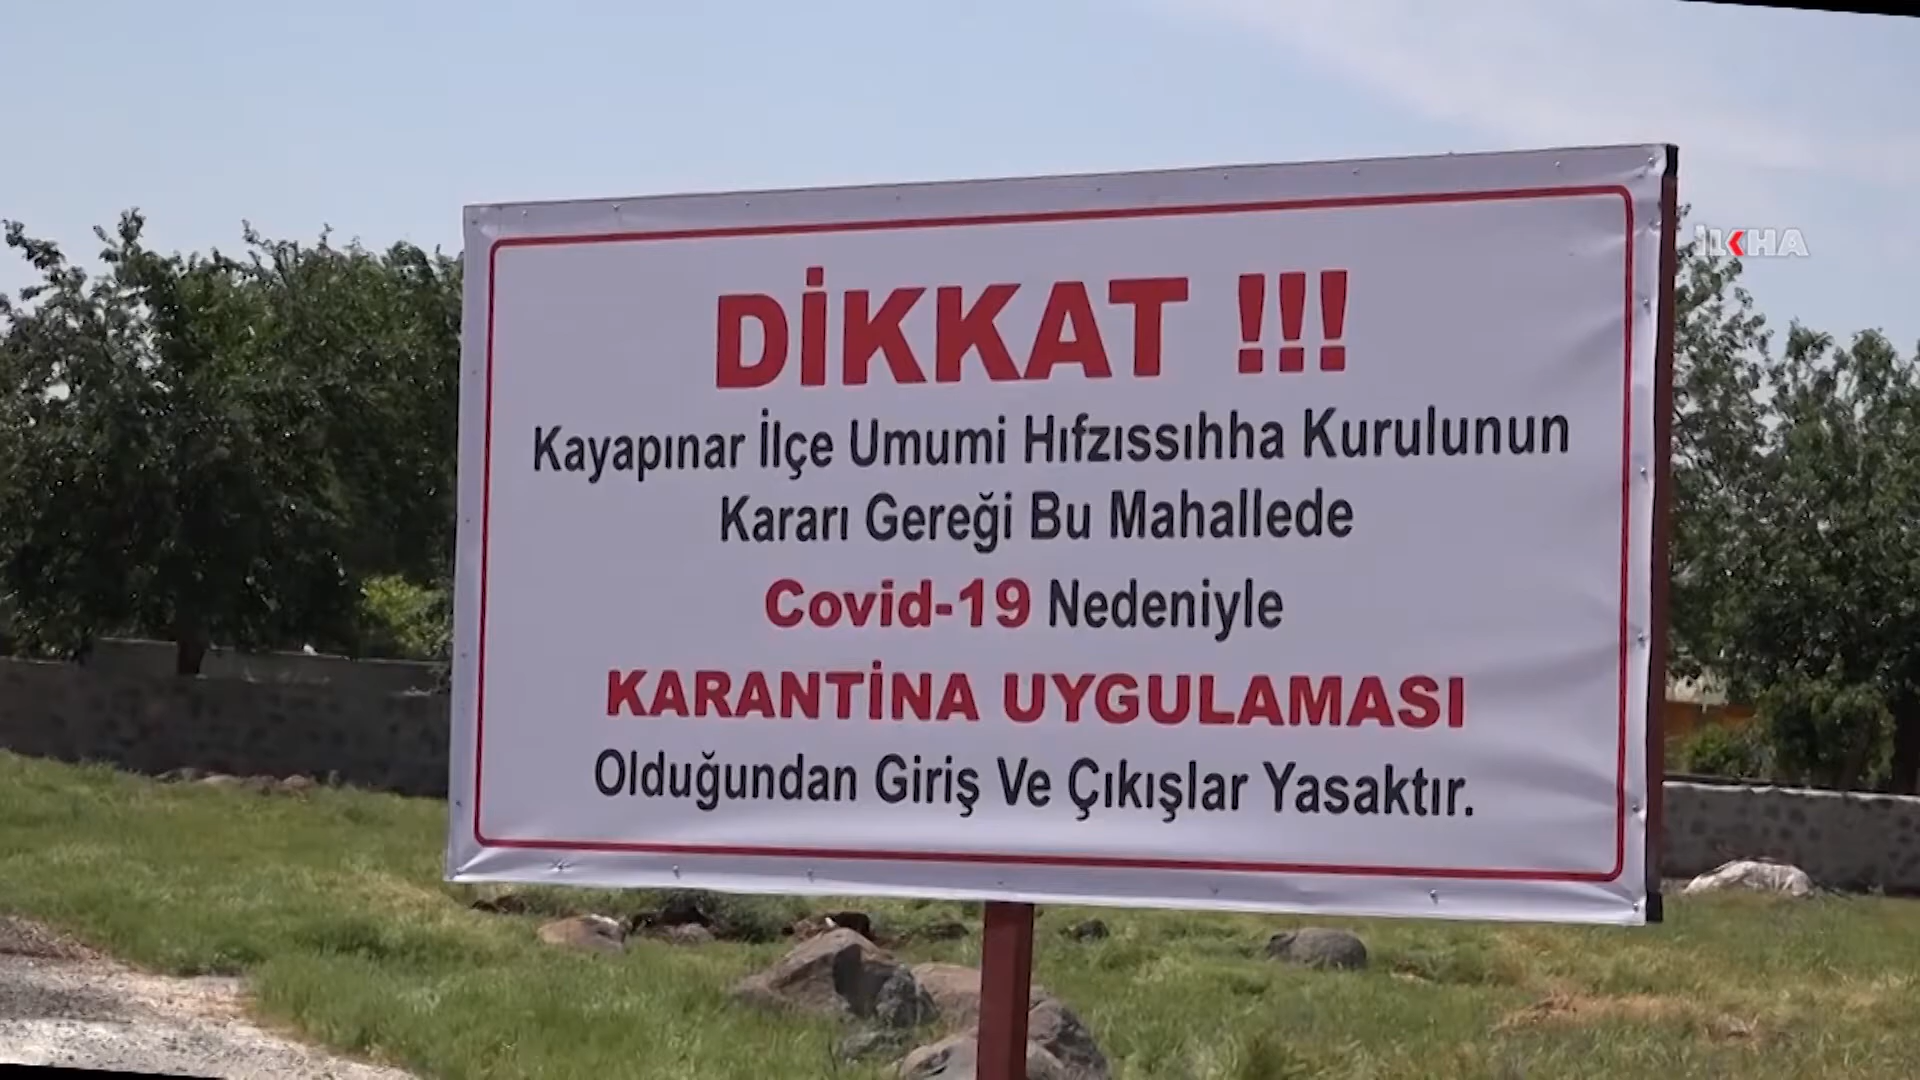 İLKHA
DİKKAT !!!
Kayapınar İlçe Umumi Hıfzıssıhha Kurulunun
Kararı Gereği Bu Mahallede
Covid-19 Nedeniyle
KARANTİNA UYGULAMASI
Olduğundan Giriş Ve Çıkışlar Yasaktır.